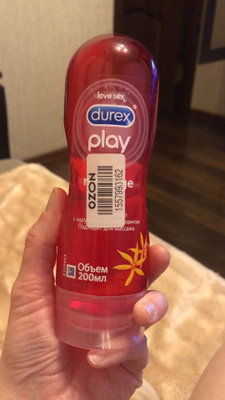 love sex
durex
play
OZON
1557993162
Подходит для массажа
Объем
200мл